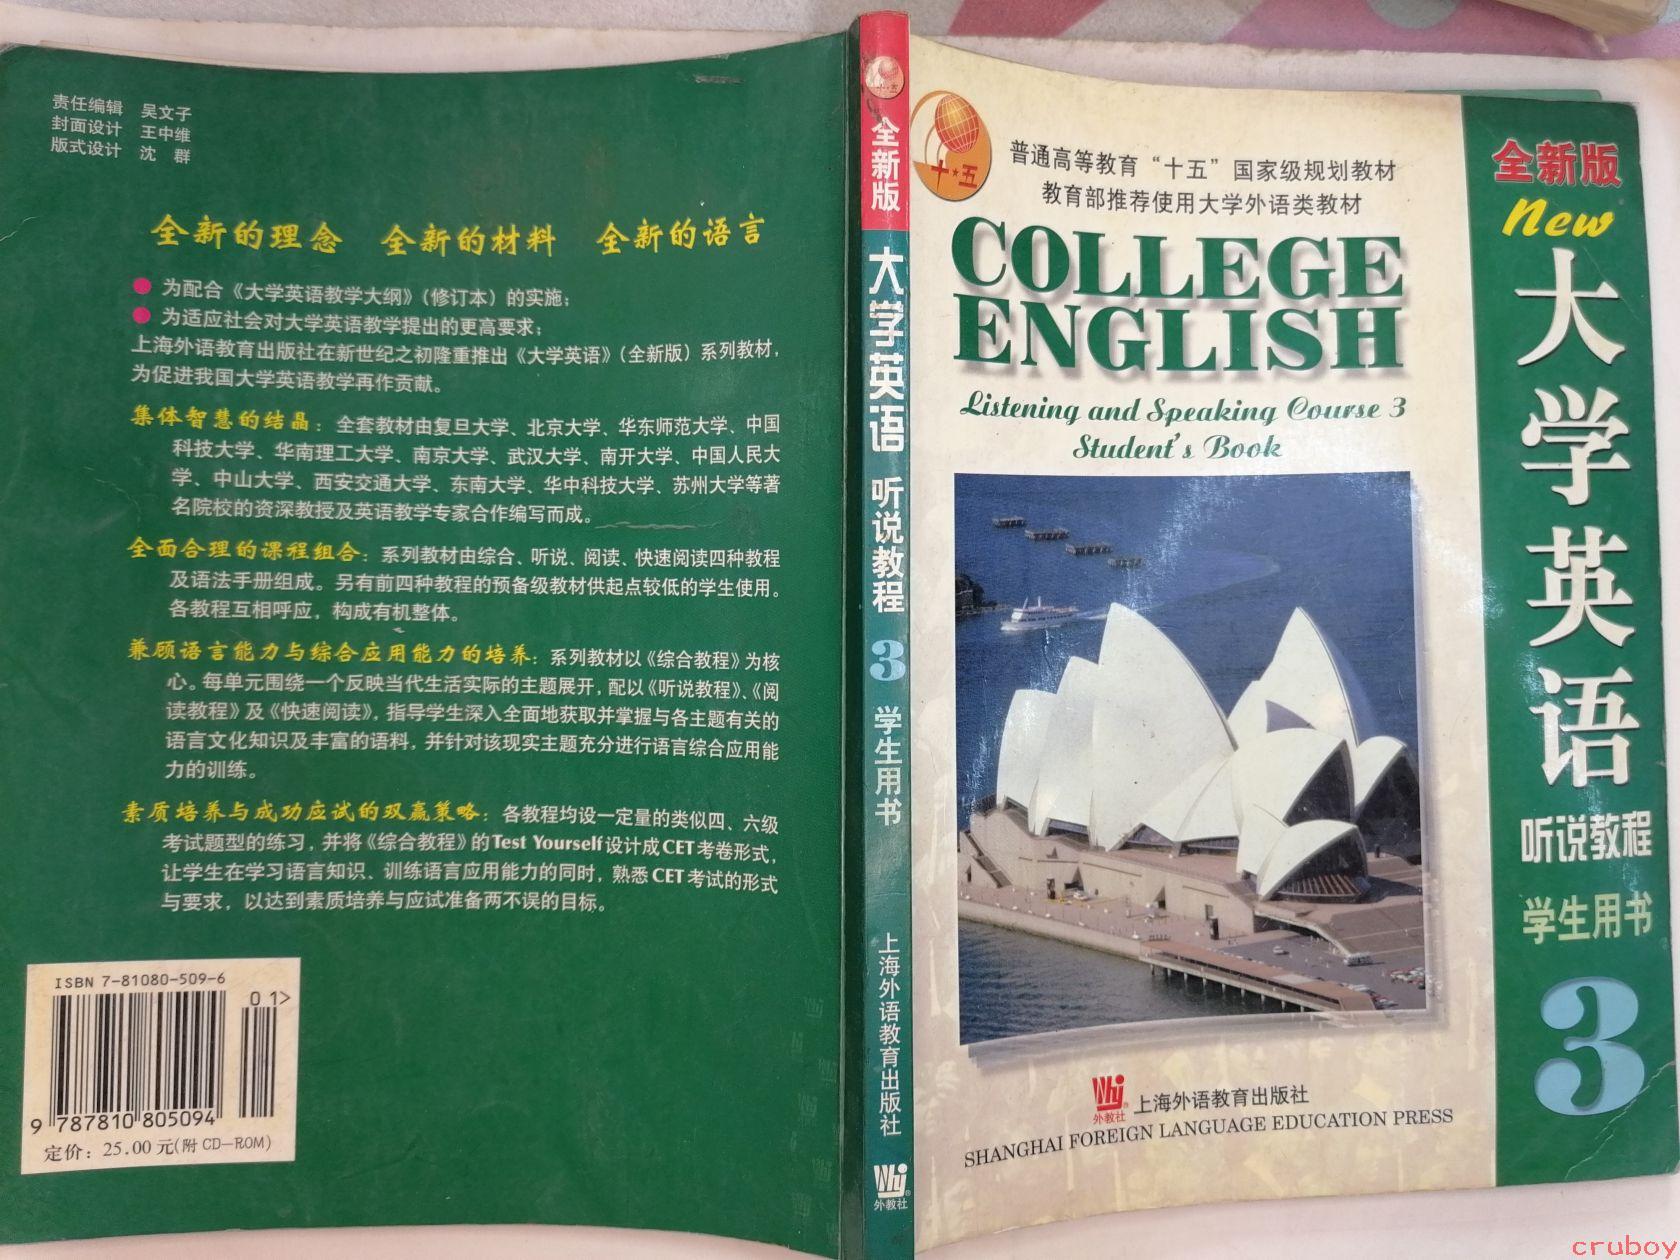 责任编辑 吴文子
封面设计 王中维
版式设计 沈 群
全新的理念 全新的材料 全新的语言
为配合《大学英语教学大纲》(修订本)的实施;
为适应社会对大学英语教学提出的更高要求;
上海外语教育出版社在新世纪之初隆重推出《大学英语》(全新版)系列教材,
为促进我国大学英语教学再作贡献。
集体智慧的结晶: 全套教材由复旦大学、北京大学、华东师范大学、中国
科技大学、华南理工大学、南京大学、武汉大学、南开大学、中国人民大
学、中山大学、西安交通大学、东南大学、华中科技大学、苏州大学等著
名院校的资深教授及英语教学专家合作编写而成。
全面合理的课程组合: 系列教材由综合、听说、阅读、快速阅读四种教程
及语法手册组成。另有前四种教程的预备级教材供起点较低的学生使用。
各教程互相呼应,构成有机整体。
兼顾语言能力与综合应用能力的培养: 系列教材以《综合教程》为核
心。每单元围绕一个反映当代生活实际的主题展开,配以《听说教程》、《阅
读教程》及《快速阅读》,指导学生深入全面地获取并掌握与各主题有关的
语言文化知识及丰富的语料,并针对该现实主题充分进行语言综合应用能
力的训练。
素质培养与成功应试的双赢策略: 各教程均设一定量的类似四、六级
考试题型的练习,并将《综合教程》的Test Yourself设计成CET考卷形式,
让学生在学习语言知识、训练语言应用能力的同时,熟悉CET考试的形式
与要求,以达到素质培养与应试准备两不误的目标。
ISBN 7-81080-509-6
01>
9 787810 805094
定价: 25.00元(附 CD-ROM)
十·五
全新版
大学英语
听说教程
3
学生用书
上海外语教育出版社
外教社
十★五
普通高等教育“十五”国家级规划教材
教育部推荐使用大学外语类教材
COLLEGE
ENGLISH
Listening and Speaking Course 3
Student's Book
外教社
上海外语教育出版社
SHANGHAI FOREIGN LANGUAGE EDUCATION PRESS
全新版
New
大学英语
听说教程
学生用书
3
cruboy